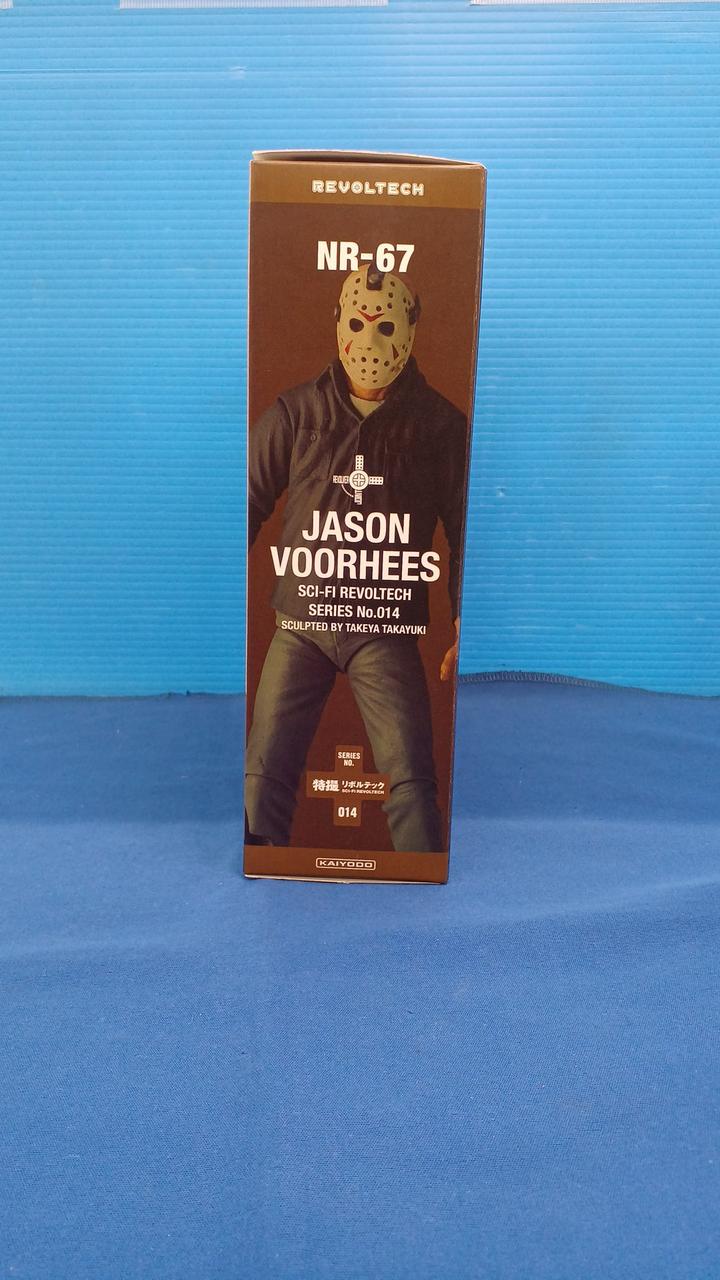 REVOLTECH
NR-67
REVOLVER
JASON
VOORHEES
SCI-FI REVOLTECH
SERIES No.014
SCULPTED BY TAKEYA TAKAYUKI
SERIES
NO.
特撮 リボルテック
SCI-FI REVOLTECH
014
KAIYODO